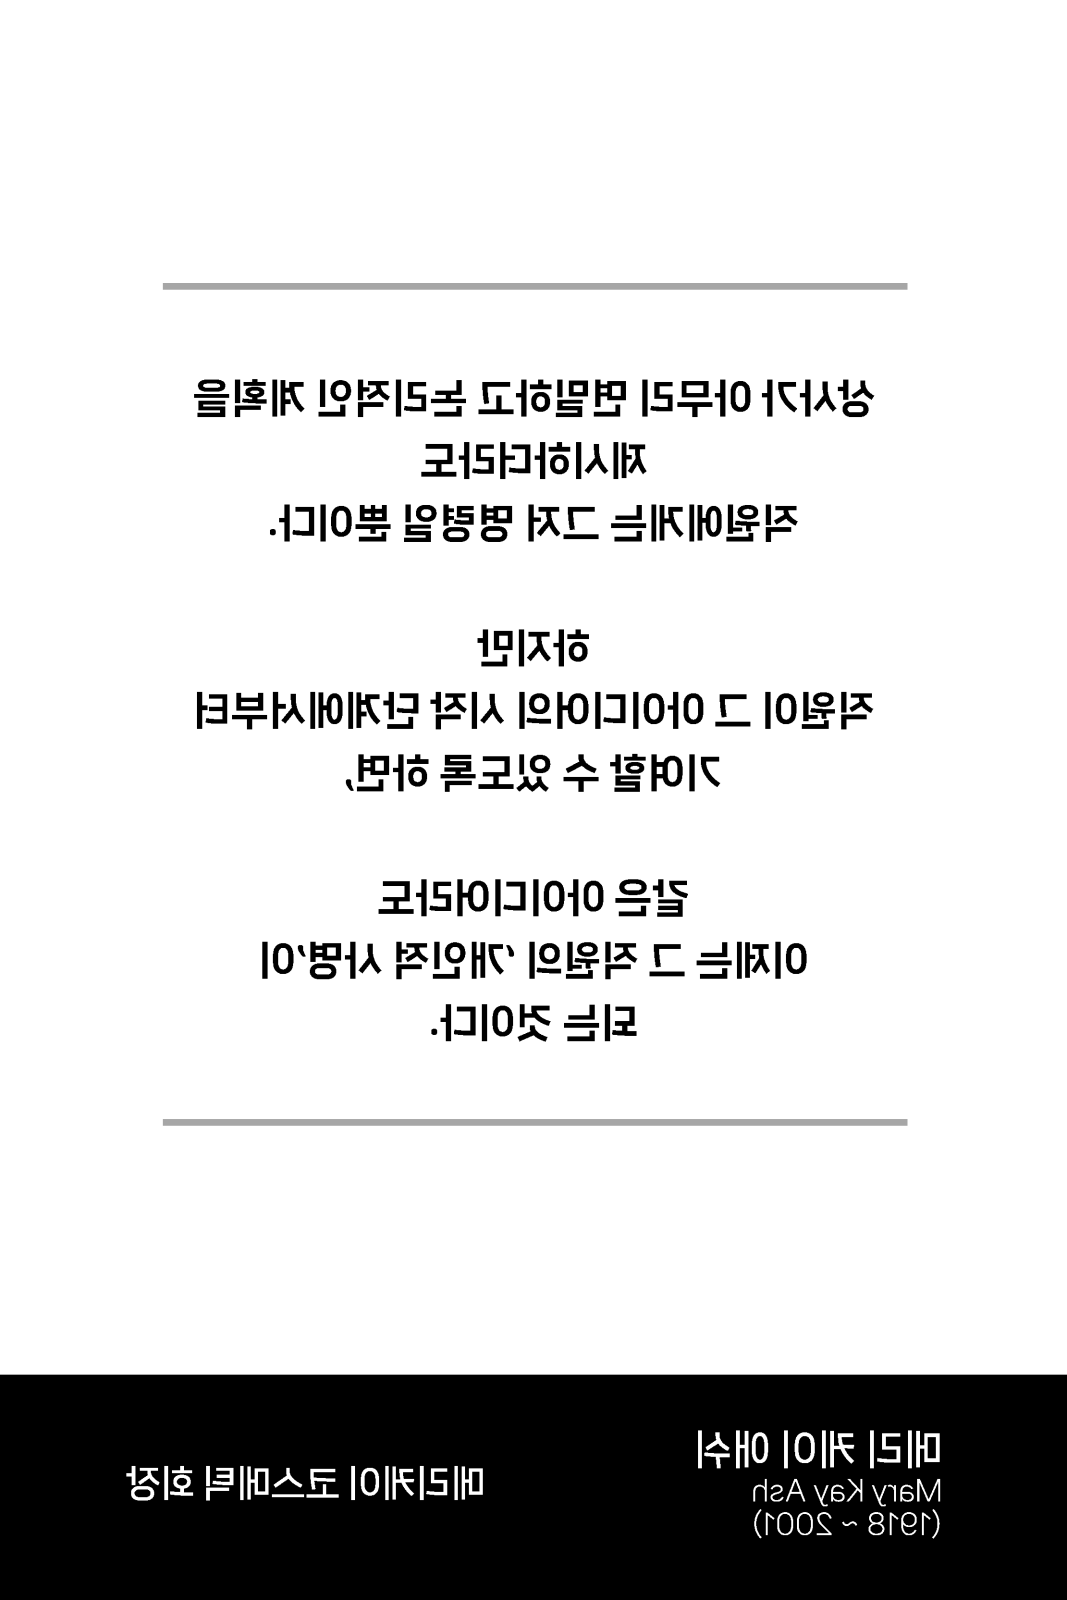 상사가 아무리 면밀하고 논리적인 계획을
제시하더라도
직원에게는 그저 명령일 뿐이다.
하지만
직원이 그 아이디어의 시작 단계에서부터
기여할 수 있도록 하면,
같은 아이디어라도
이제는 그 직원의 ‘개인적 사명’이
되는 것이다.
메리 케이 애쉬
Mary Kay Ash
(1918 ~ 2001)
메리케이 코스메틱 회장